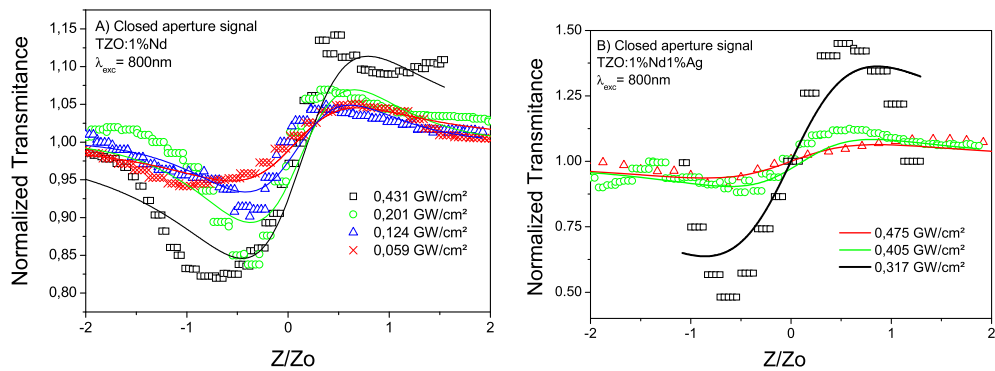 A) Closed aperture signal
TZO:1%Nd
λexc= 800nm
Normalized Transmitance
1,15
1,10
1,05
1,00
0,95
0,90
0,85
0,80
0,431 GW/cm²
0,201 GW/cm²
0,124 GW/cm²
0,059 GW/cm²
-2 -1 0 1 2
Z/Zo
B) Closed aperture signal
TZO:1%Nd1%Ag
λexc= 800nm
Normalized Transmitance
1.50
1.25
1.00
0.75
0.50
0,475 GW/cm²
0,405 GW/cm²
0,317 GW/cm²
-2 -1 0 1 2
Z/Zo